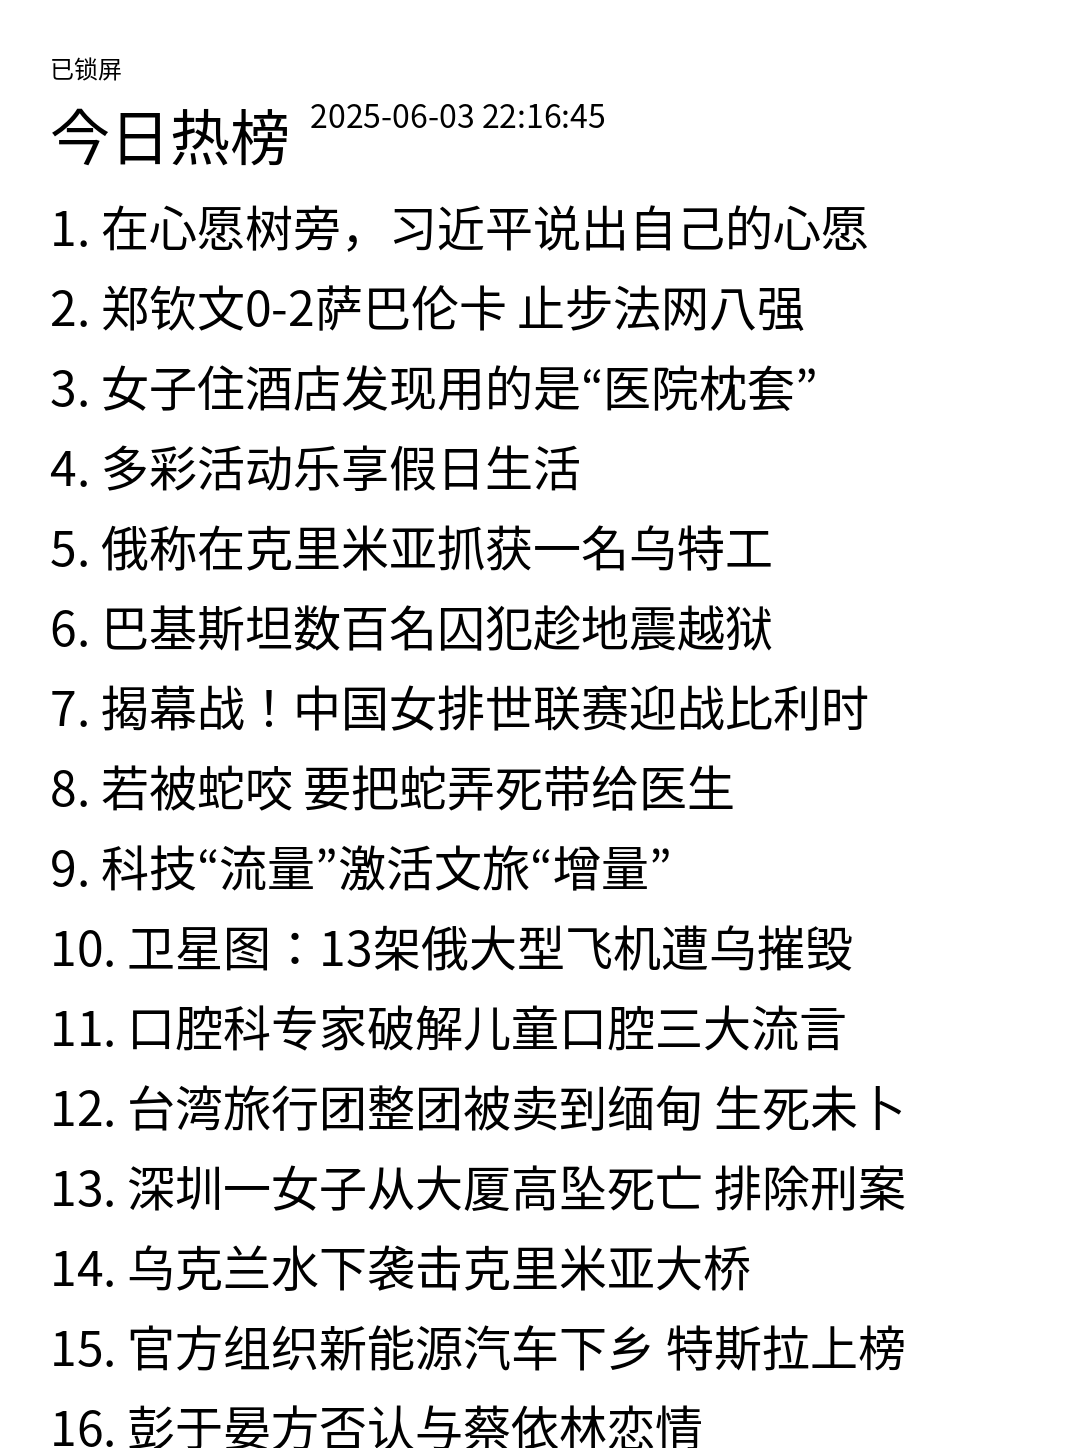 已锁屏
今日热榜 2025-06-03 22:16:45
1. 在心愿树旁，习近平说出自己的心愿
2. 郑钦文0-2萨巴伦卡 止步法网八强
3. 女子住酒店发现用的是“医院枕套”
4. 多彩活动乐享假日生活
5. 俄称在克里米亚抓获一名乌特工
6. 巴基斯坦数百名囚犯趁地震越狱
7. 揭幕战！中国女排世联赛迎战比利时
8. 若被蛇咬 要把蛇弄死带给医生
9. 科技“流量”激活文旅“增量”
10. 卫星图：13架俄大型飞机遭乌摧毁
11. 口腔科专家破解儿童口腔三大流言
12. 台湾旅行团整团被卖到缅甸 生死未卜
13. 深圳一女子从大厦高坠死亡 排除刑案
14. 乌克兰水下袭击克里米亚大桥
15. 官方组织新能源汽车下乡 特斯拉上榜
16. 彭于晏方否认与蔡依林恋情